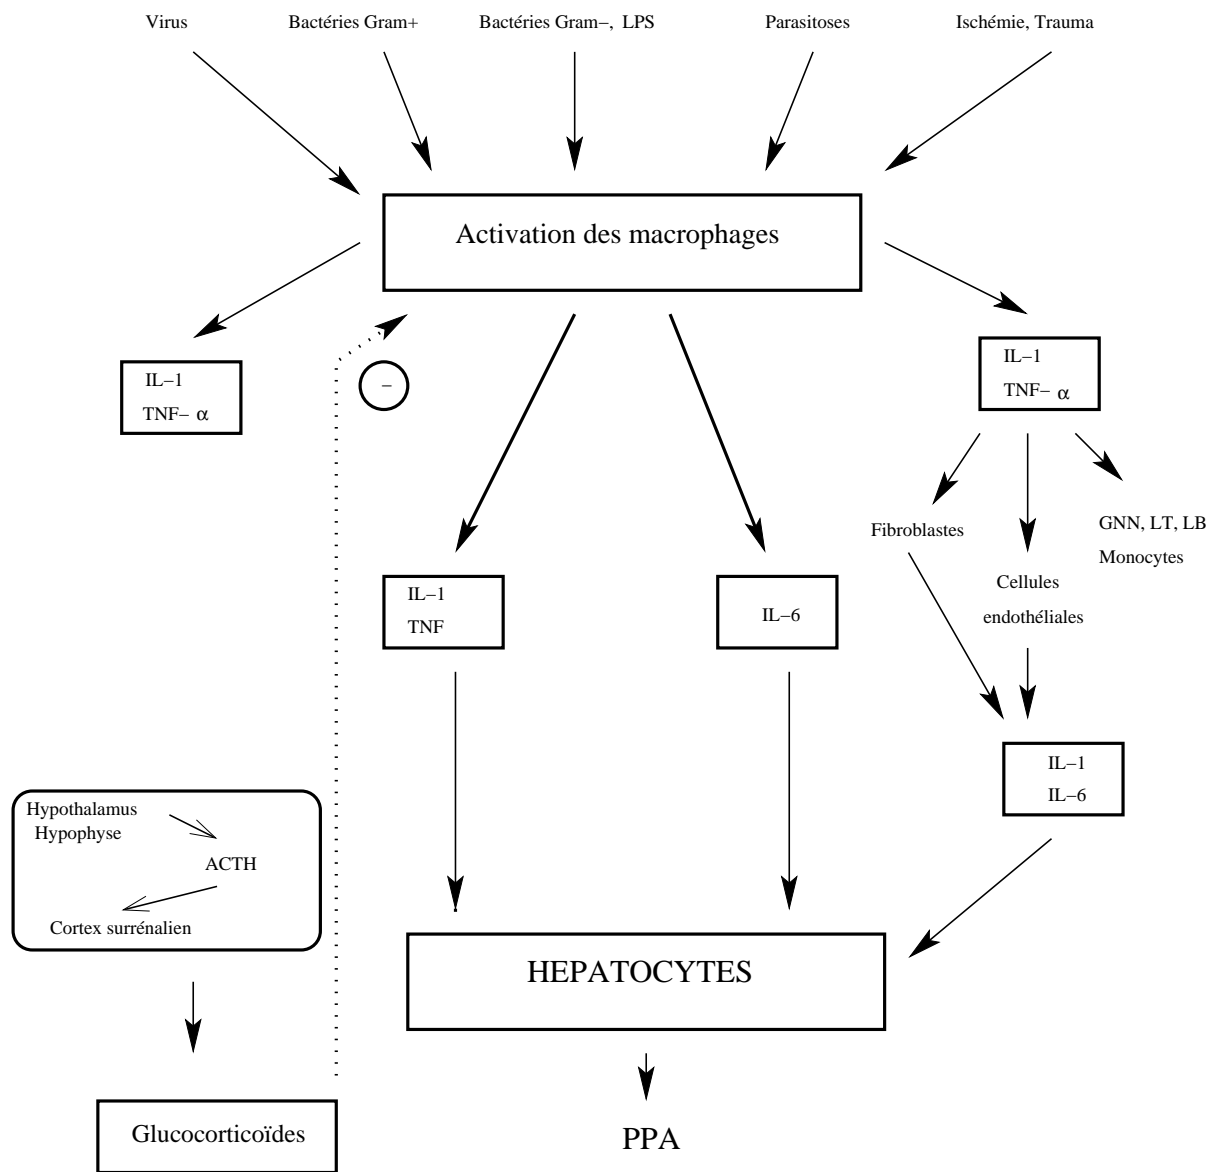 Virus
Bactéries Gram+
Bactéries Gram−, LPS
Parasitoses
Ischémie, Trauma
Activation des macrophages
IL−1
TNF− α
−
IL−1
TNF− α
Fibroblastes
GNN, LT, LB
Monocytes
Cellules
endothéliales
IL−1
TNF
IL−6
IL−1
IL−6
Hypothalamus
Hypophyse
ACTH
Cortex surrénalien
HEPATOCYTES
Glucocorticoïdes
PPA